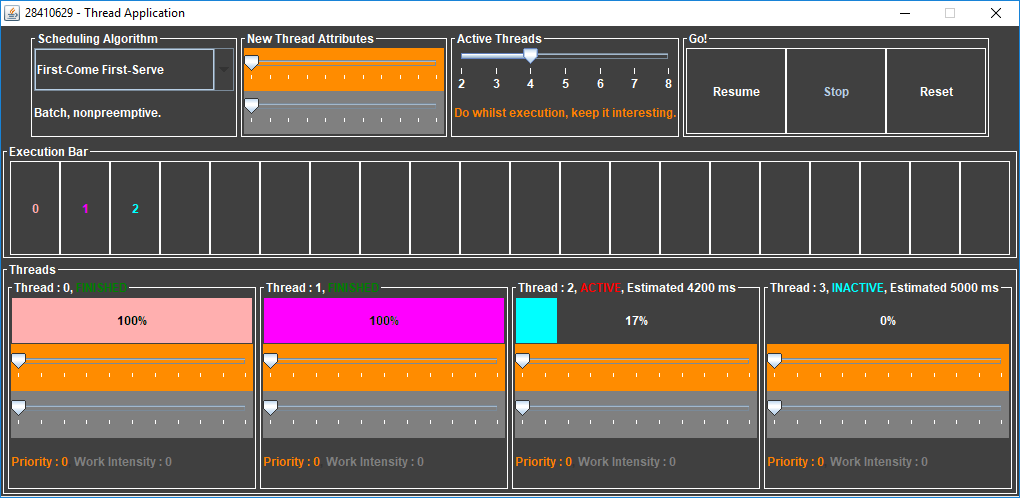 28410629 - Thread Application
Scheduling Algorithm
New Thread Attributes
Active Threads
Go!
First-Come First-Serve
2 3 4 5 6 7 8
Resume
Stop
Reset
Batch, nonpreemptive.
Do whilst execution, keep it interesting.
Execution Bar
0 1 2
Threads
Thread : 0, FINISHED
Thread : 1, FINISHED
Thread : 2, ACTIVE, Estimated 4200 ms
Thread : 3, INACTIVE, Estimated 5000 ms
100%
100%
17%
0%
Priority : 0 Work Intensity : 0
Priority : 0 Work Intensity : 0
Priority : 0 Work Intensity : 0
Priority : 0 Work Intensity : 0